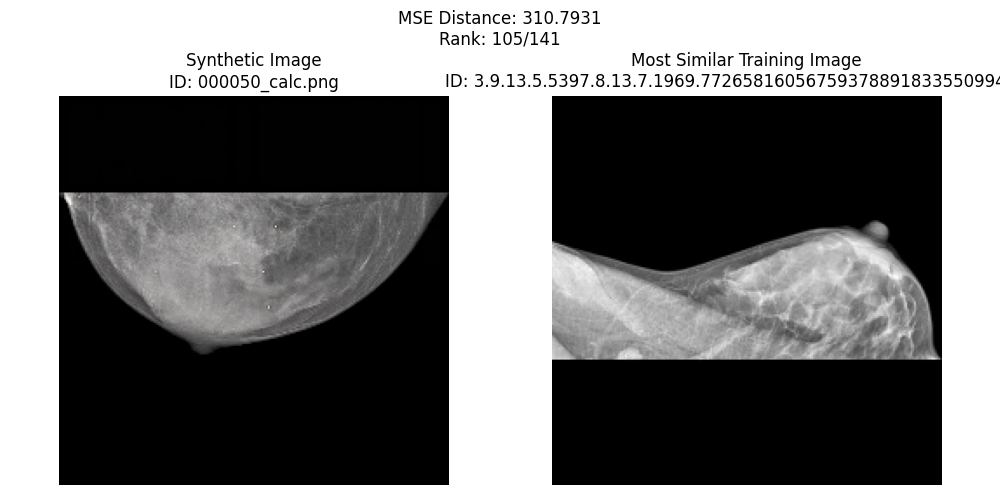 MSE Distance: 310.7931
Rank: 105/141
Synthetic Image
ID: 000050_calc.png
Most Similar Training Image
ID: 3.9.13.5.5397.8.13.7.1969.77265816056759378891833550994